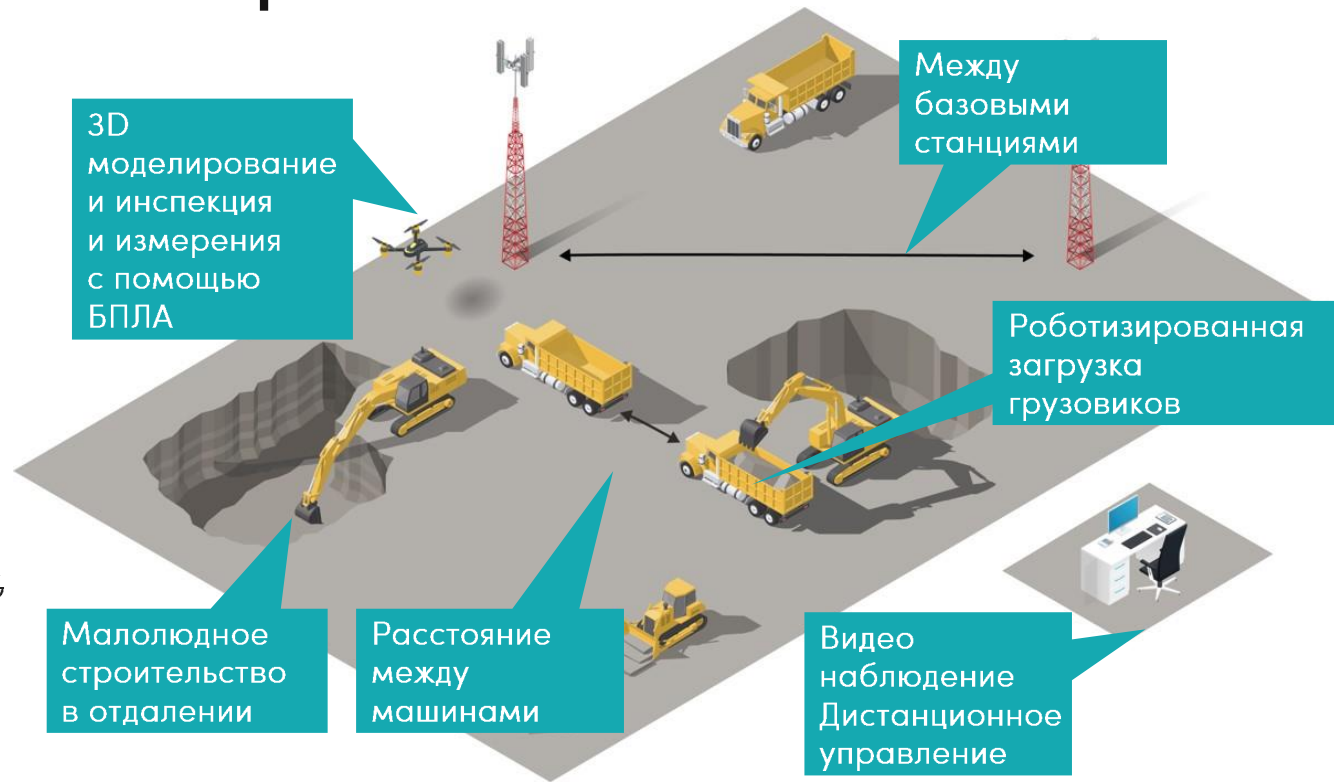 3D
моделирование
и инспекция
и измерения
с помощью
БПЛА
Между
базовыми
станциями
Роботизированная
загрузка
грузовиков
Малолюдное
строительство
в отдалении
Расстояние
между
машинами
Видео
наблюдение
Дистанционное
управление